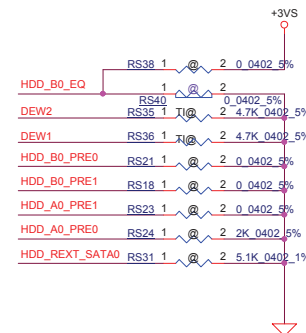 +3VS
RS38 1 @ 2 0_0402_5%
HDD_B0_EQ 1 @ 2
RS40 0_0402_5%
DEW2 RS35 1 TI@ 2 4.7K_0402_5%
DEW1 RS36 1 TI@ 2 4.7K_0402_5%
HDD_B0_PRE0 RS21 1 @ 2 0_0402_5%
HDD_B0_PRE1 RS18 1 @ 2 0_0402_5%
HDD_A0_PRE1 RS23 1 @ 2 0_0402_5%
HDD_A0_PRE0 RS24 1 @ 2 2K_0402_5%
HDD_REXT_SATA0 RS31 1 @ 2 5.1K_0402_1%